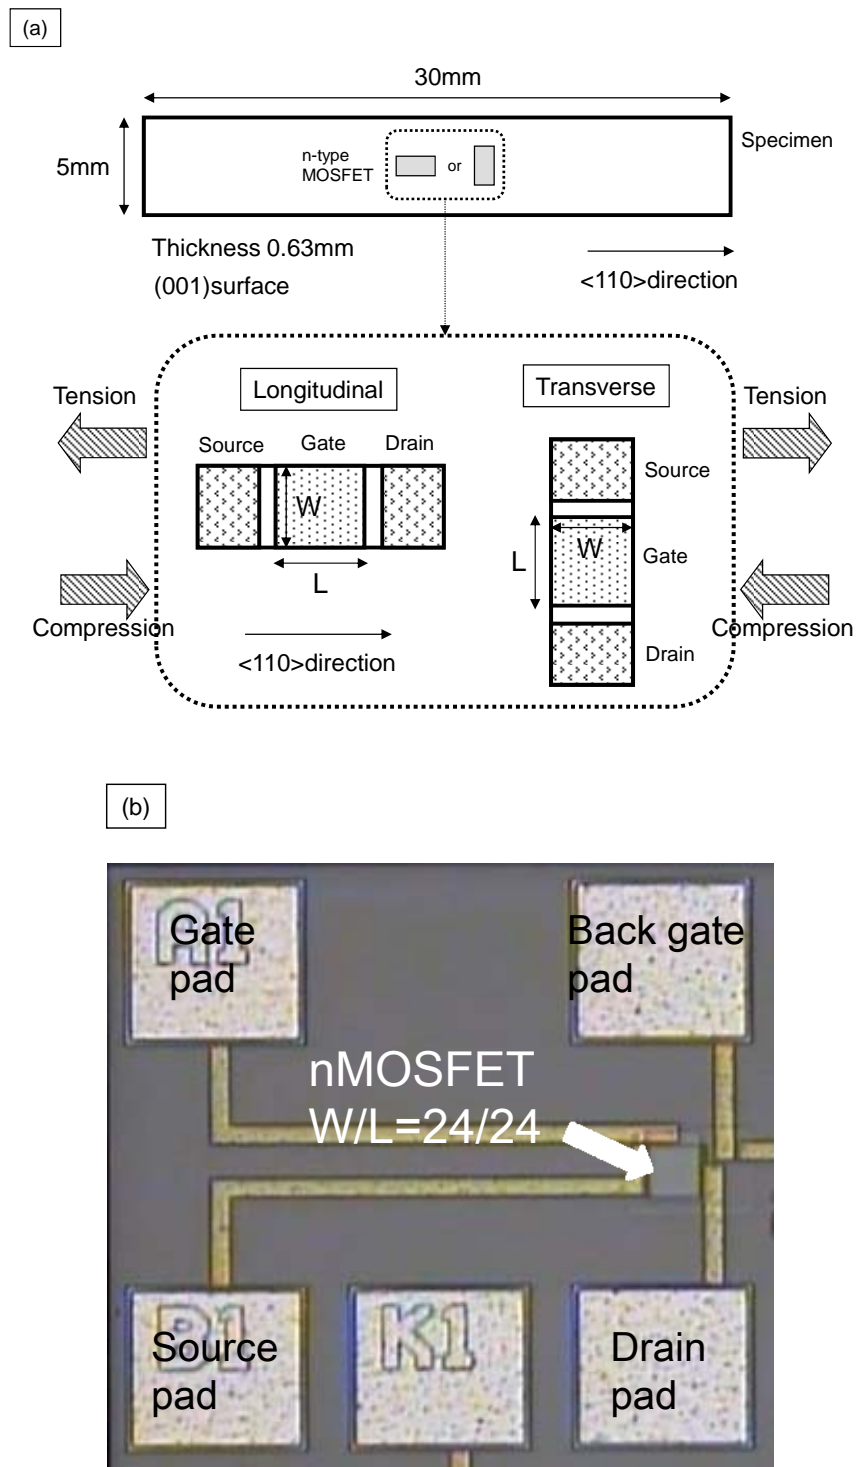 (a)
30mm
Specimen
5mm
n-type
MOSFET
or
Thickness 0.63mm
(001)surface
<110>direction
Tension
Longitudinal
Transverse
Tension
Source
Gate
Drain
Source
W
W
L
Gate
L
Compression
Compression
Drain
<110>direction
(b)
A1
Gate
pad
Back gate
pad
nMOSFET
W/L=24/24
B1
Source
pad
K1
Drain
pad